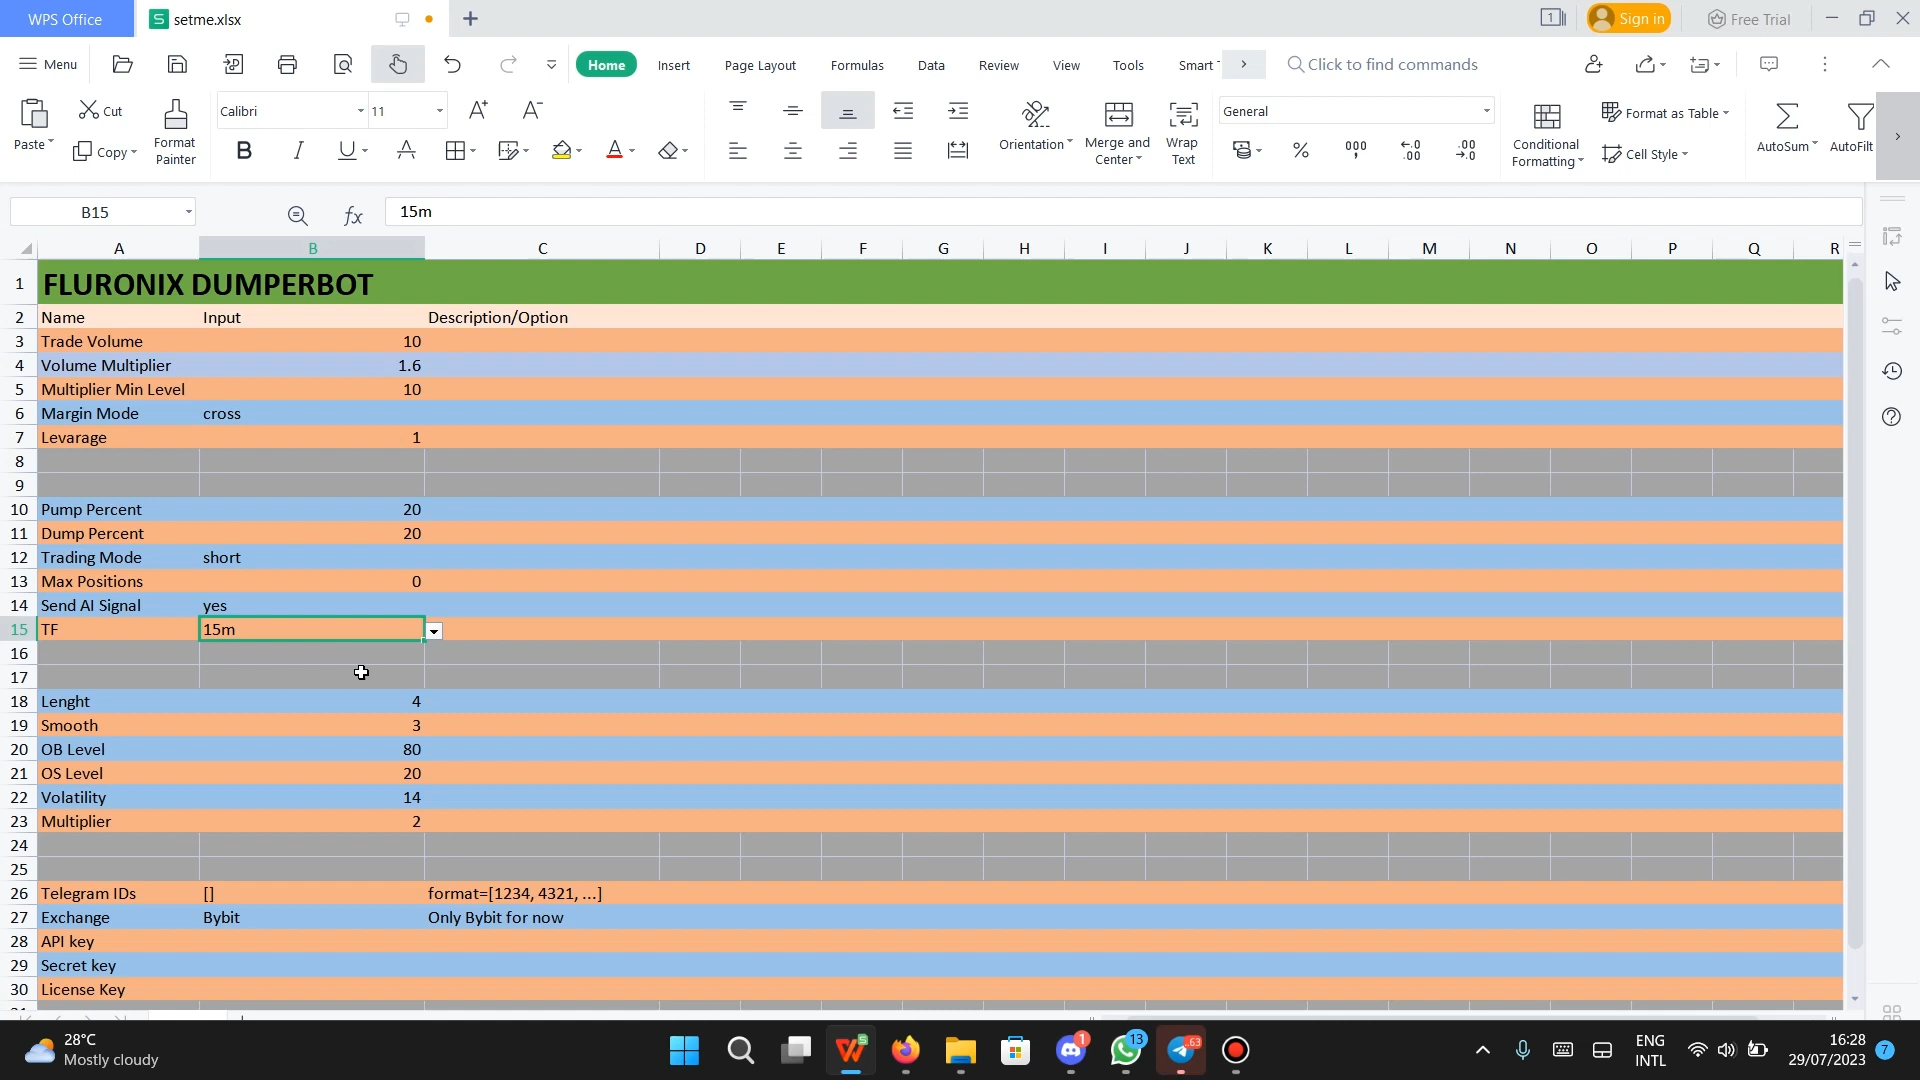 WPS Office
setme.xlsx
Sign in
Free Trial
Menu
Home
Insert
Page Layout
Formulas
Data
Review
View
Tools
Smart
Click to find commands
Paste
Cut
Copy
Format
Painter
Calibri
11
Orientation
Merge and
Center
Wrap
Text
General
Conditional
Formatting
Format as Table
Cell Style
AutoSum
AutoFilt
B15
fx
15m
A B C D E F G H I J K L M N O P Q R
1 FLURONIX DUMPERBOT
2 Name Input Description/Option
3 Trade Volume 10
4 Volume Multiplier 1.6
5 Multiplier Min Level 10
6 Margin Mode cross
7 Levarage 1
8
9
10 Pump Percent 20
11 Dump Percent 20
12 Trading Mode short
13 Max Positions 0
14 Send AI Signal yes
15 TF 15m
16
17
18 Lenght 4
19 Smooth 3
20 OB Level 80
21 OS Level 20
22 Volatility 14
23 Multiplier 2
24
25
26 Telegram IDs [] format=[1234, 4321, ...]
27 Exchange Bybit Only Bybit for now
28 API key
29 Secret key
30 License Key
28°C
Mostly cloudy
1
13
63
ENG
INTL
16:28
29/07/2023
7